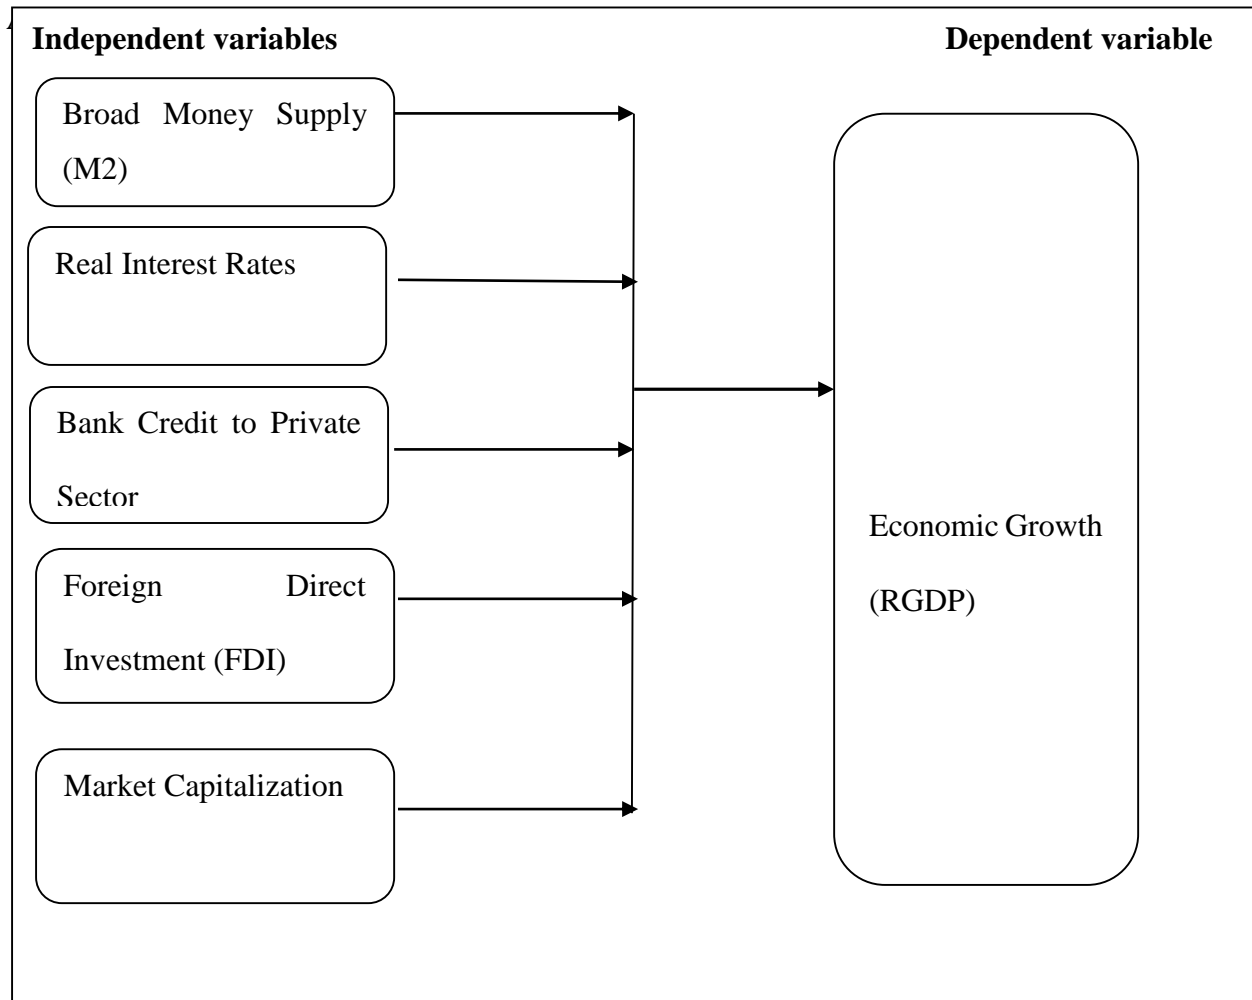 Independent variables
Dependent variable
Broad Money Supply
(M2)
Real Interest Rates
Bank Credit to Private
Sector
Foreign Direct
Investment (FDI)
Market Capitalization
Economic Growth
(RGDP)